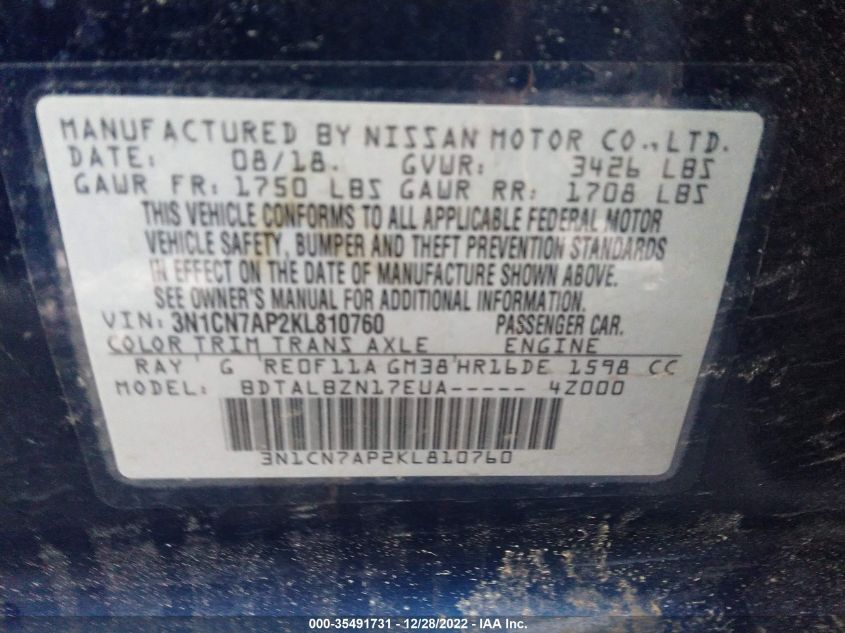 MANUFACTURED BY NISSAN MOTOR CO., LTD.
DATE: 08/18. GVWR: 3426 LBS
GAWR FR: 1750 LBS GAWR RR: 1708 LBS
THIS VEHICLE CONFORMS TO ALL APPLICABLE FEDERAL MOTOR
VEHICLE SAFETY, BUMPER AND THEFT PREVENTION STANDARDS
IN EFFECT ON THE DATE OF MANUFACTURE SHOWN ABOVE.
SEE OWNER'S MANUAL FOR ADDITIONAL INFORMATION.
VIN: 3N1CN7AP2KL810760 PASSENGER CAR.
COLOR TRIM TRANS AXLE ENGINE
RAY G RE0F11A GM38 HR16DE 1598 CC
MODEL: BDTALBZN17EUA----- 4Z000
3N1CN7AP2KL810760
000-35491731 - 12/28/2022 - Copart, Inc.